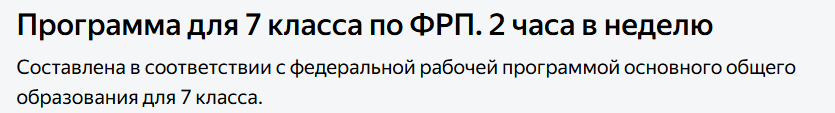 Программа для 7 класса по ФРП. 2 часа в неделю
Составлена в соответствии с федеральной рабочей программой основного общего
образования для 7 класса.